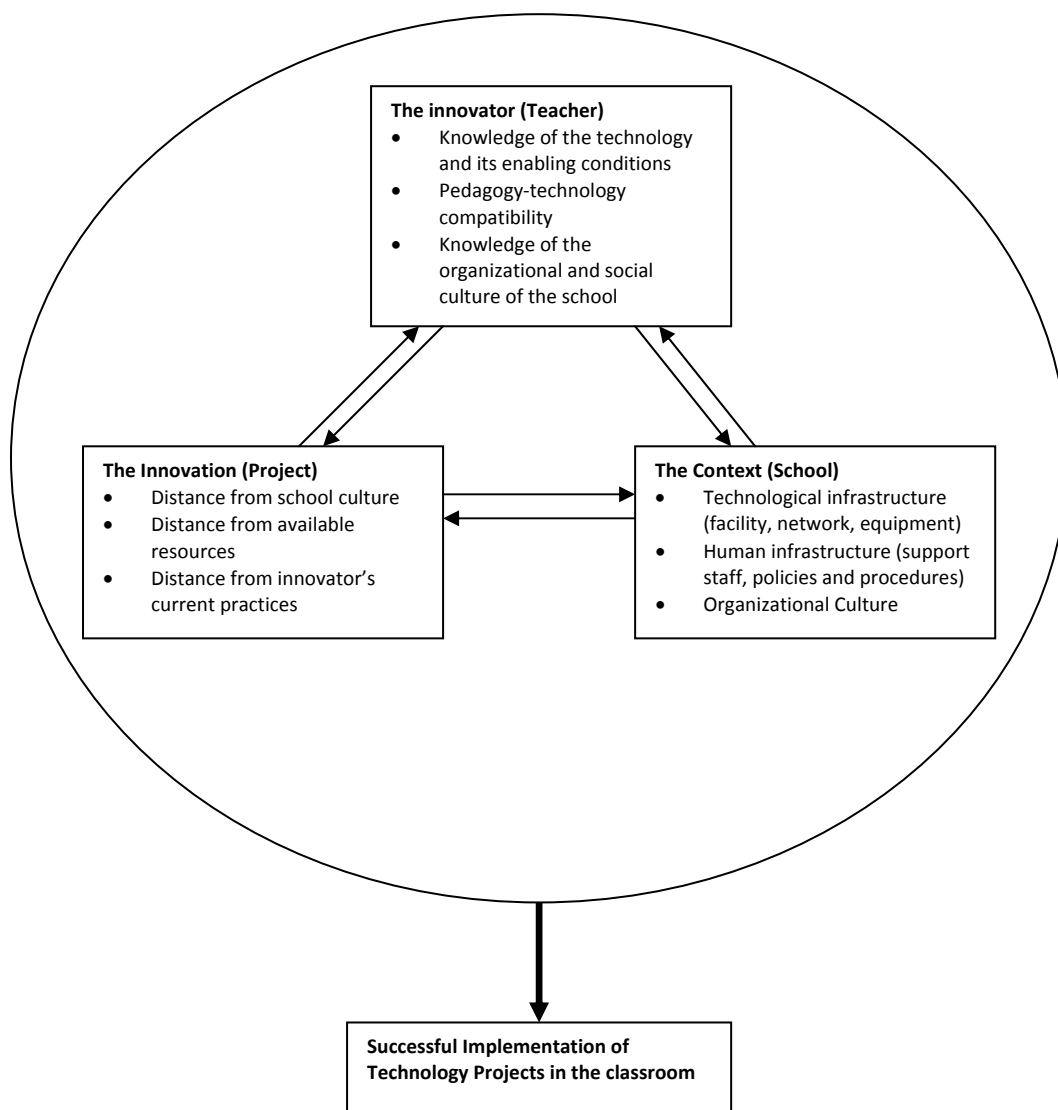 The innovator (Teacher)
• Knowledge of the technology
and its enabling conditions
• Pedagogy-technology
compatibility
• Knowledge of the
organizational and social
culture of the school
The Innovation (Project)
• Distance from school culture
• Distance from available
resources
• Distance from innovator’s
current practices
The Context (School)
• Technological infrastructure
(facility, network, equipment)
• Human infrastructure (support
staff, policies and procedures)
• Organizational Culture
Successful Implementation of
Technology Projects in the classroom